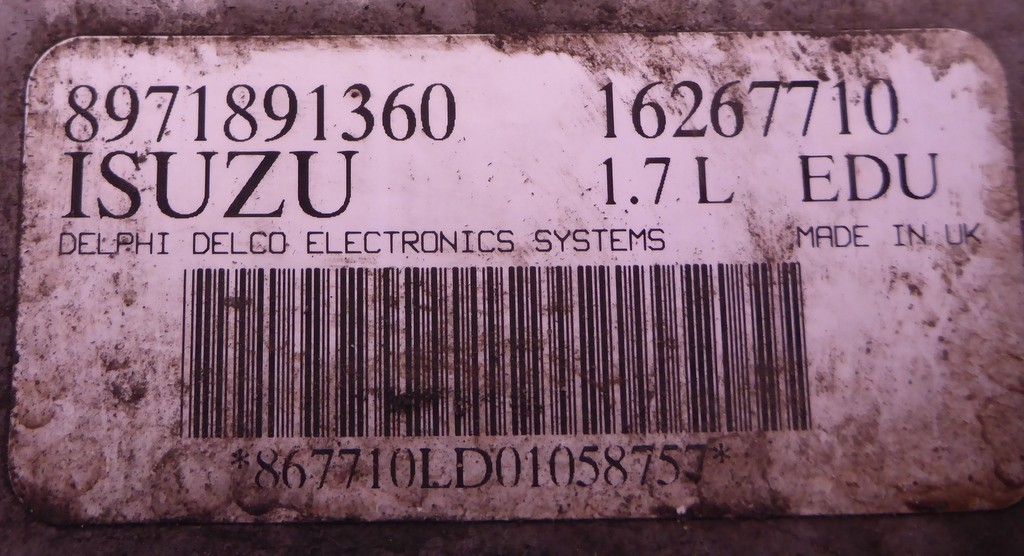 8971891360 16267710
ISUZU 1.7 L EDU
DELPHI DELCO ELECTRONICS SYSTEMS MADE IN UK
*867710LD01058757*